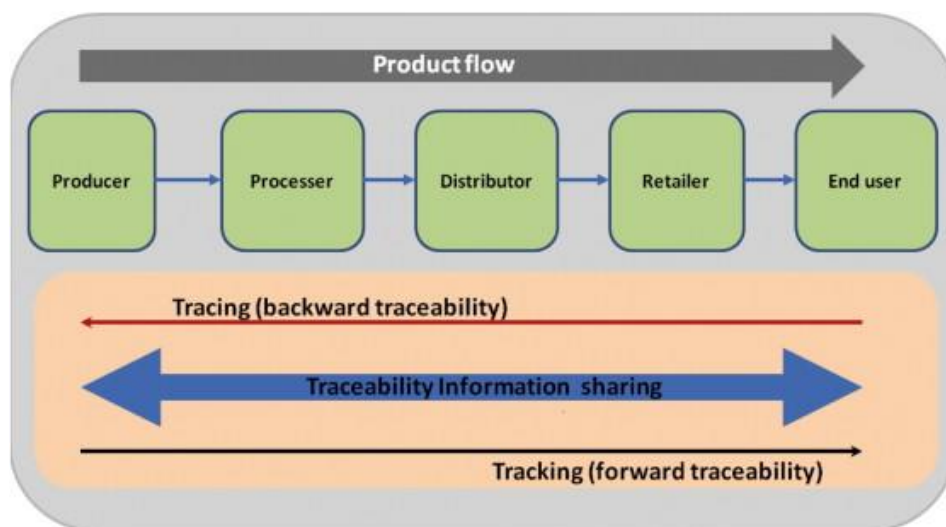 Product flow
Producer
Processer
Distributor
Retailer
End user
Tracing (backward traceability)
Traceability Information sharing
Tracking (forward traceability)